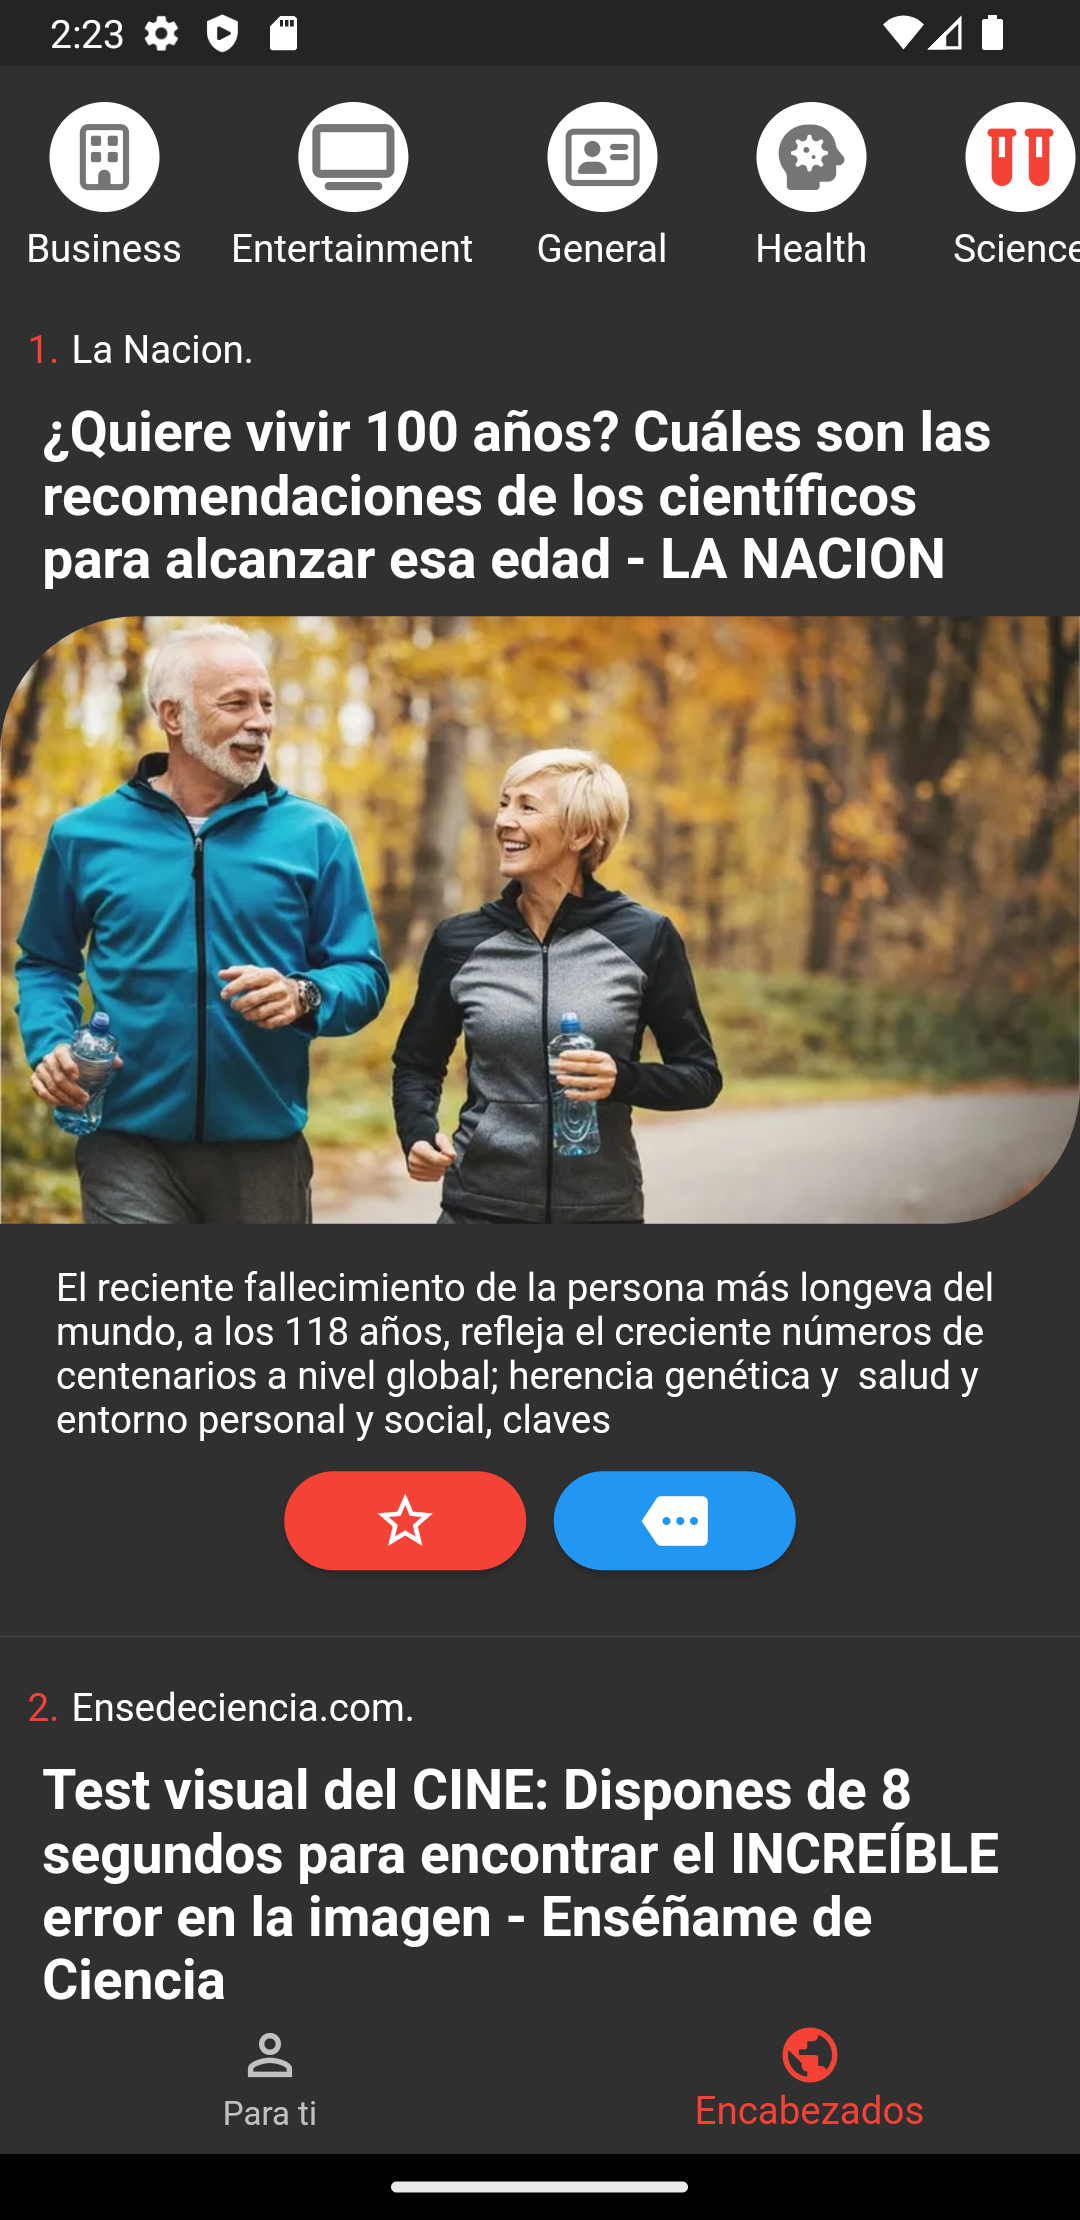 2:23
Business
Entertainment
General
Health
Science
1. La Nacion.
¿Quiere vivir 100 años? Cuáles son las
recomendaciones de los científicos
para alcanzar esa edad - LA NACION
El reciente fallecimiento de la persona más longeva del
mundo, a los 118 años, refleja el creciente números de
centenarios a nivel global; herencia genética y  salud y
entorno personal y social, claves
2. Ensedeciencia.com.
Test visual del CINE: Dispones de 8
segundos para encontrar el INCREÍBLE
error en la imagen - Enséñame de
Ciencia
Para ti
Encabezados